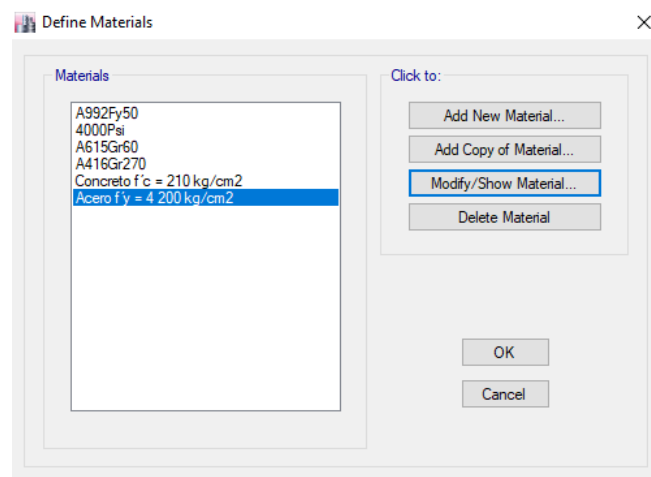 Define Materials
Materials
A992Fy50
4000Psi
A615Gr60
A416Gr270
Concreto f´c = 210 kg/cm2
Acero f´y = 4 200 kg/cm2
Click to:
Add New Material...
Add Copy of Material...
Modify/Show Material...
Delete Material
OK
Cancel